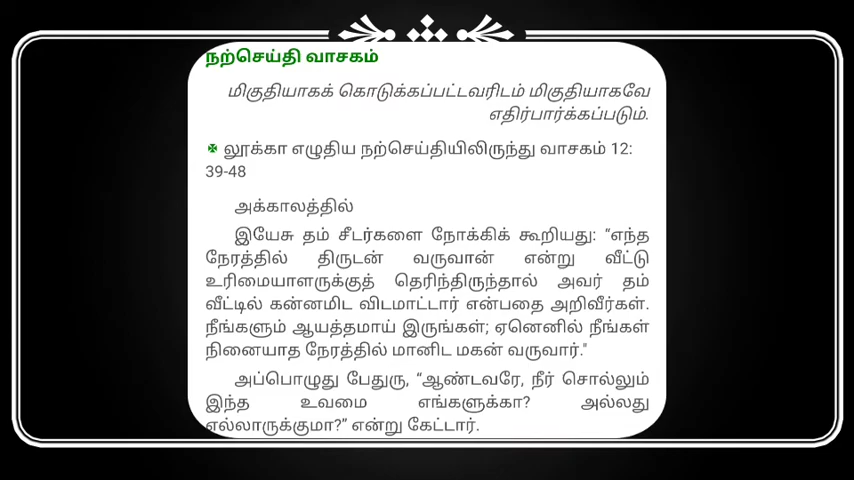 நற்செய்தி வாசகம்
மிகுதியாகக் கொடுக்கப்பட்டவரிடம் மிகுதியாகவே
எதிர்பார்க்கப்படும்.
✠ லூக்கா எழுதிய நற்செய்தியிலிருந்து வாசகம் 12:
39-48
அக்காலத்தில்
இயேசு தம் சீடர்களை நோக்கிக் கூறியது: “எந்த
நேரத்தில் திருடன் வருவான் என்று வீட்டு
உரிமையாளருக்குத் தெரிந்திருந்தால் அவர் தம்
வீட்டில் கன்னமிட விடமாட்டார் என்பதை அறிவீர்கள்.
நீங்களும் ஆயத்தமாய் இருங்கள்; ஏனெனில் நீங்கள்
நினையாத நேரத்தில் மானிட மகன் வருவார்."
அப்பொழுது பேதுரு, “ஆண்டவரே, நீர் சொல்லும்
இந்த உவமை எங்களுக்கா? அல்லது
எல்லாருக்குமா?” என்று கேட்டார்.